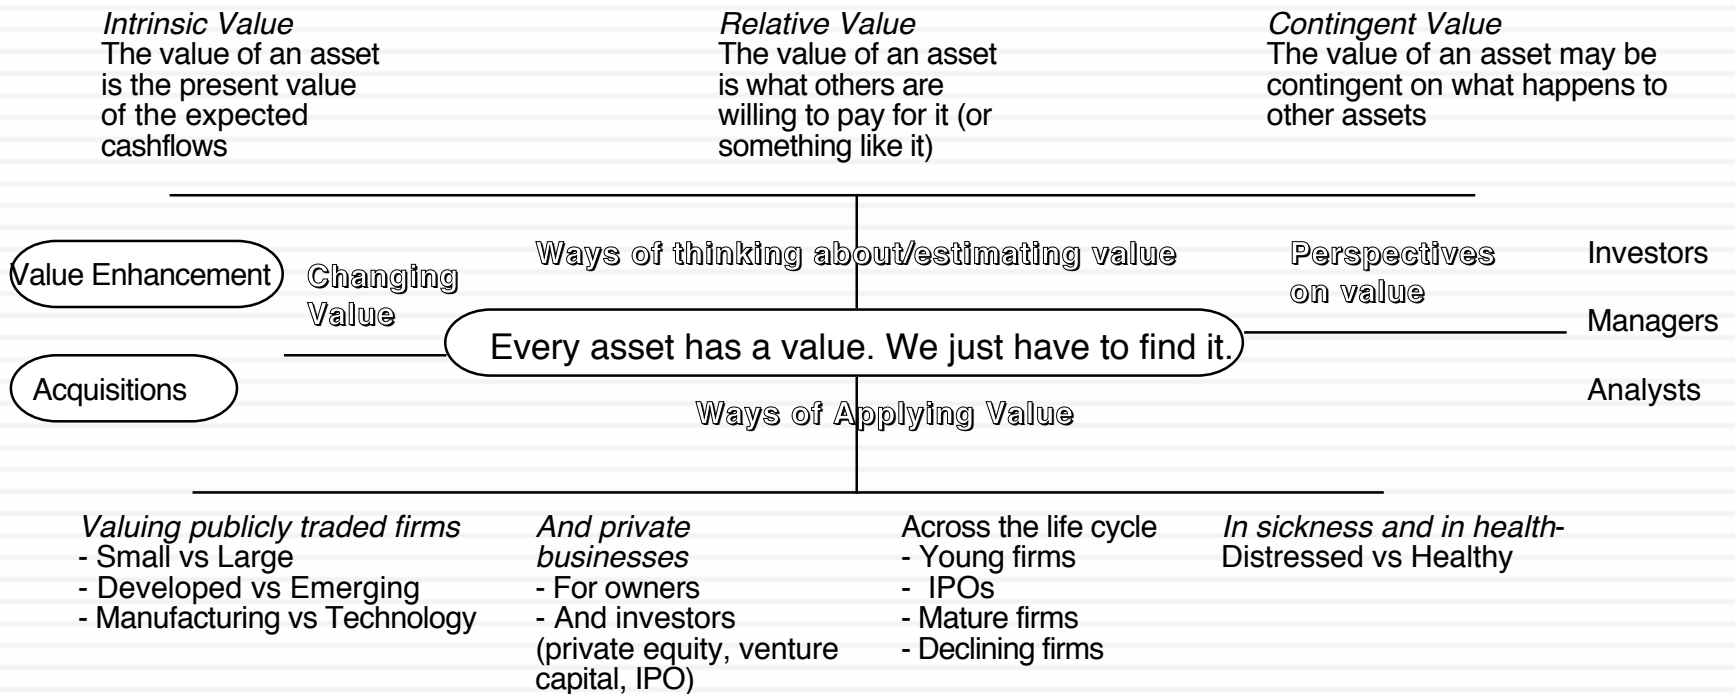 Intrinsic Value
The value of an asset
is the present value
of the expected
cashflows
Relative Value
The value of an asset
is what others are
willing to pay for it (or
something like it)
Contingent Value
The value of an asset may be
contingent on what happens to
other assets
Value Enhancement
Acquisitions
Changing
Value
Ways of thinking about/estimating value
Every asset has a value. We just have to find it.
Ways of Applying Value
Perspectives
on value
Investors
Managers
Analysts
Valuing publicly traded firms
- Small vs Large
- Developed vs Emerging
- Manufacturing vs Technology
And private
businesses
- For owners
- And investors
(private equity, venture
capital, IPO)
Across the life cycle
- Young firms
- IPOs
- Mature firms
- Declining firms
In sickness and in health-
Distressed vs Healthy